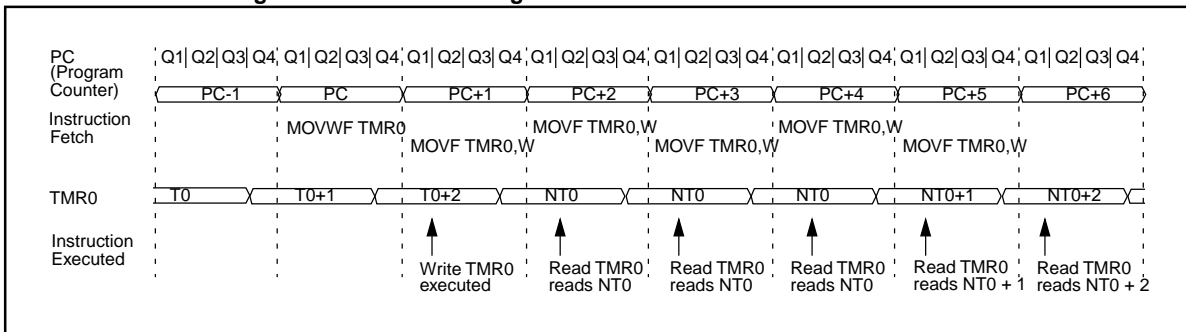 PC
(Program
Counter)
Q1 Q2 Q3 Q4 Q1 Q2 Q3 Q4 Q1 Q2 Q3 Q4 Q1 Q2 Q3 Q4 Q1 Q2 Q3 Q4 Q1 Q2 Q3 Q4 Q1 Q2 Q3 Q4 Q1 Q2 Q3 Q4
PC-1 PC PC+1 PC+2 PC+3 PC+4 PC+5 PC+6
Instruction
Fetch
MOVWF TMR0 MOVF TMR0,W MOVF TMR0,W
MOVF TMR0,W MOVF TMR0,W MOVF TMR0,W
TMR0 T0 T0+1 T0+2 NT0 NT0 NT0 NT0+1 NT0+2
Instruction
Executed
Write TMR0 Read TMR0 Read TMR0 Read TMR0 Read TMR0 Read TMR0
executed reads NT0 reads NT0 reads NT0 reads NT0 + 1 reads NT0 + 2